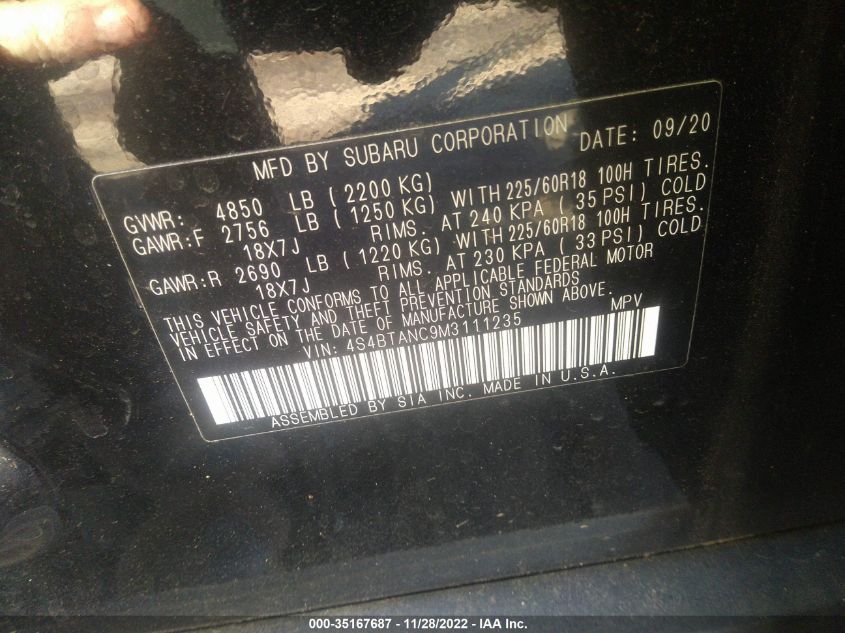 MFD BY SUBARU CORPORATION DATE: 09/20
GVWR: 4850 LB ( 2200 KG)
GAWR:F 2756 LB ( 1250 KG) WITH 225/60R18 100H TIRES.
18X7J RIMS. AT 240 KPA ( 35 PSI) COLD
GAWR:R 2690 LB ( 1220 KG) WITH 225/60R18 100H TIRES.
18X7J RIMS. AT 230 KPA ( 33 PSI) COLD
THIS VEHICLE CONFORMS TO ALL APPLICABLE FEDERAL MOTOR
VEHICLE SAFETY AND THEFT PREVENTION STANDARDS
IN EFFECT ON THE DATE OF MANUFACTURE SHOWN ABOVE.
VIN: 4S4BTANC9M3111235 MPV
ASSEMBLED BY SIA INC. MADE IN U.S.A.
000-35167687 - 11/28/2022 - IAA Inc.